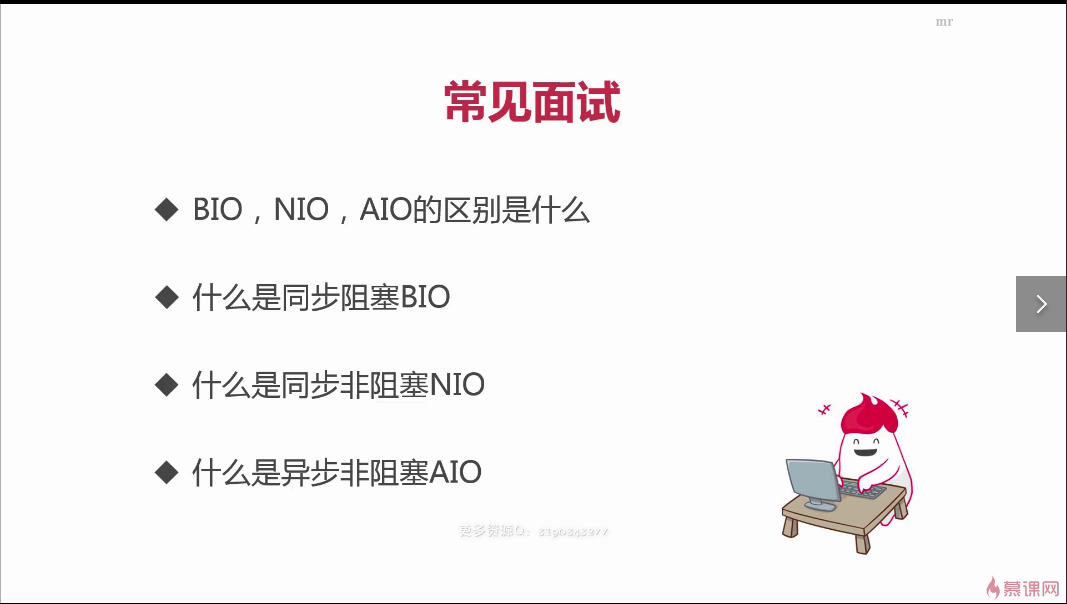 mr
常见面试
◆ BIO，NIO，AIO的区别是什么
◆ 什么是同步阻塞BIO
◆ 什么是同步非阻塞NIO
◆ 什么是异步非阻塞AIO
更多资源Q：
慕课网